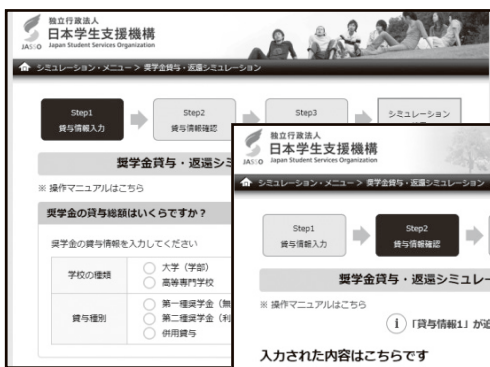 独立行政法人
日本学生支援機構
JASSO Japan Student Services Organization
シミュレーション・メニュー > 奨学金貸与・返還シミュレーション
Step1
貸与情報入力
Step2
貸与情報確認
Step3
シミュレーション
奨学金貸与・返還シミ
※ 操作マニュアルはこちら
奨学金の貸与総額はいくらですか？
奨学金の貸与情報を入力してください
学校の種類
大学（学部）
高等専門学校
貸与種別
第一種奨学金（無
第二種奨学金（利
併用貸与
独立行政法人
日本学生支援機構
JASSO Japan Student Services Organization
シミュレーション・メニュー > 奨学金貸与・返還シミュレーション
Step1
貸与情報入力
Step2
貸与情報確認
奨学金貸与・返還シミュレー
※ 操作マニュアルはこちら
i 「貸与情報1」が追
入力された内容はこちらです